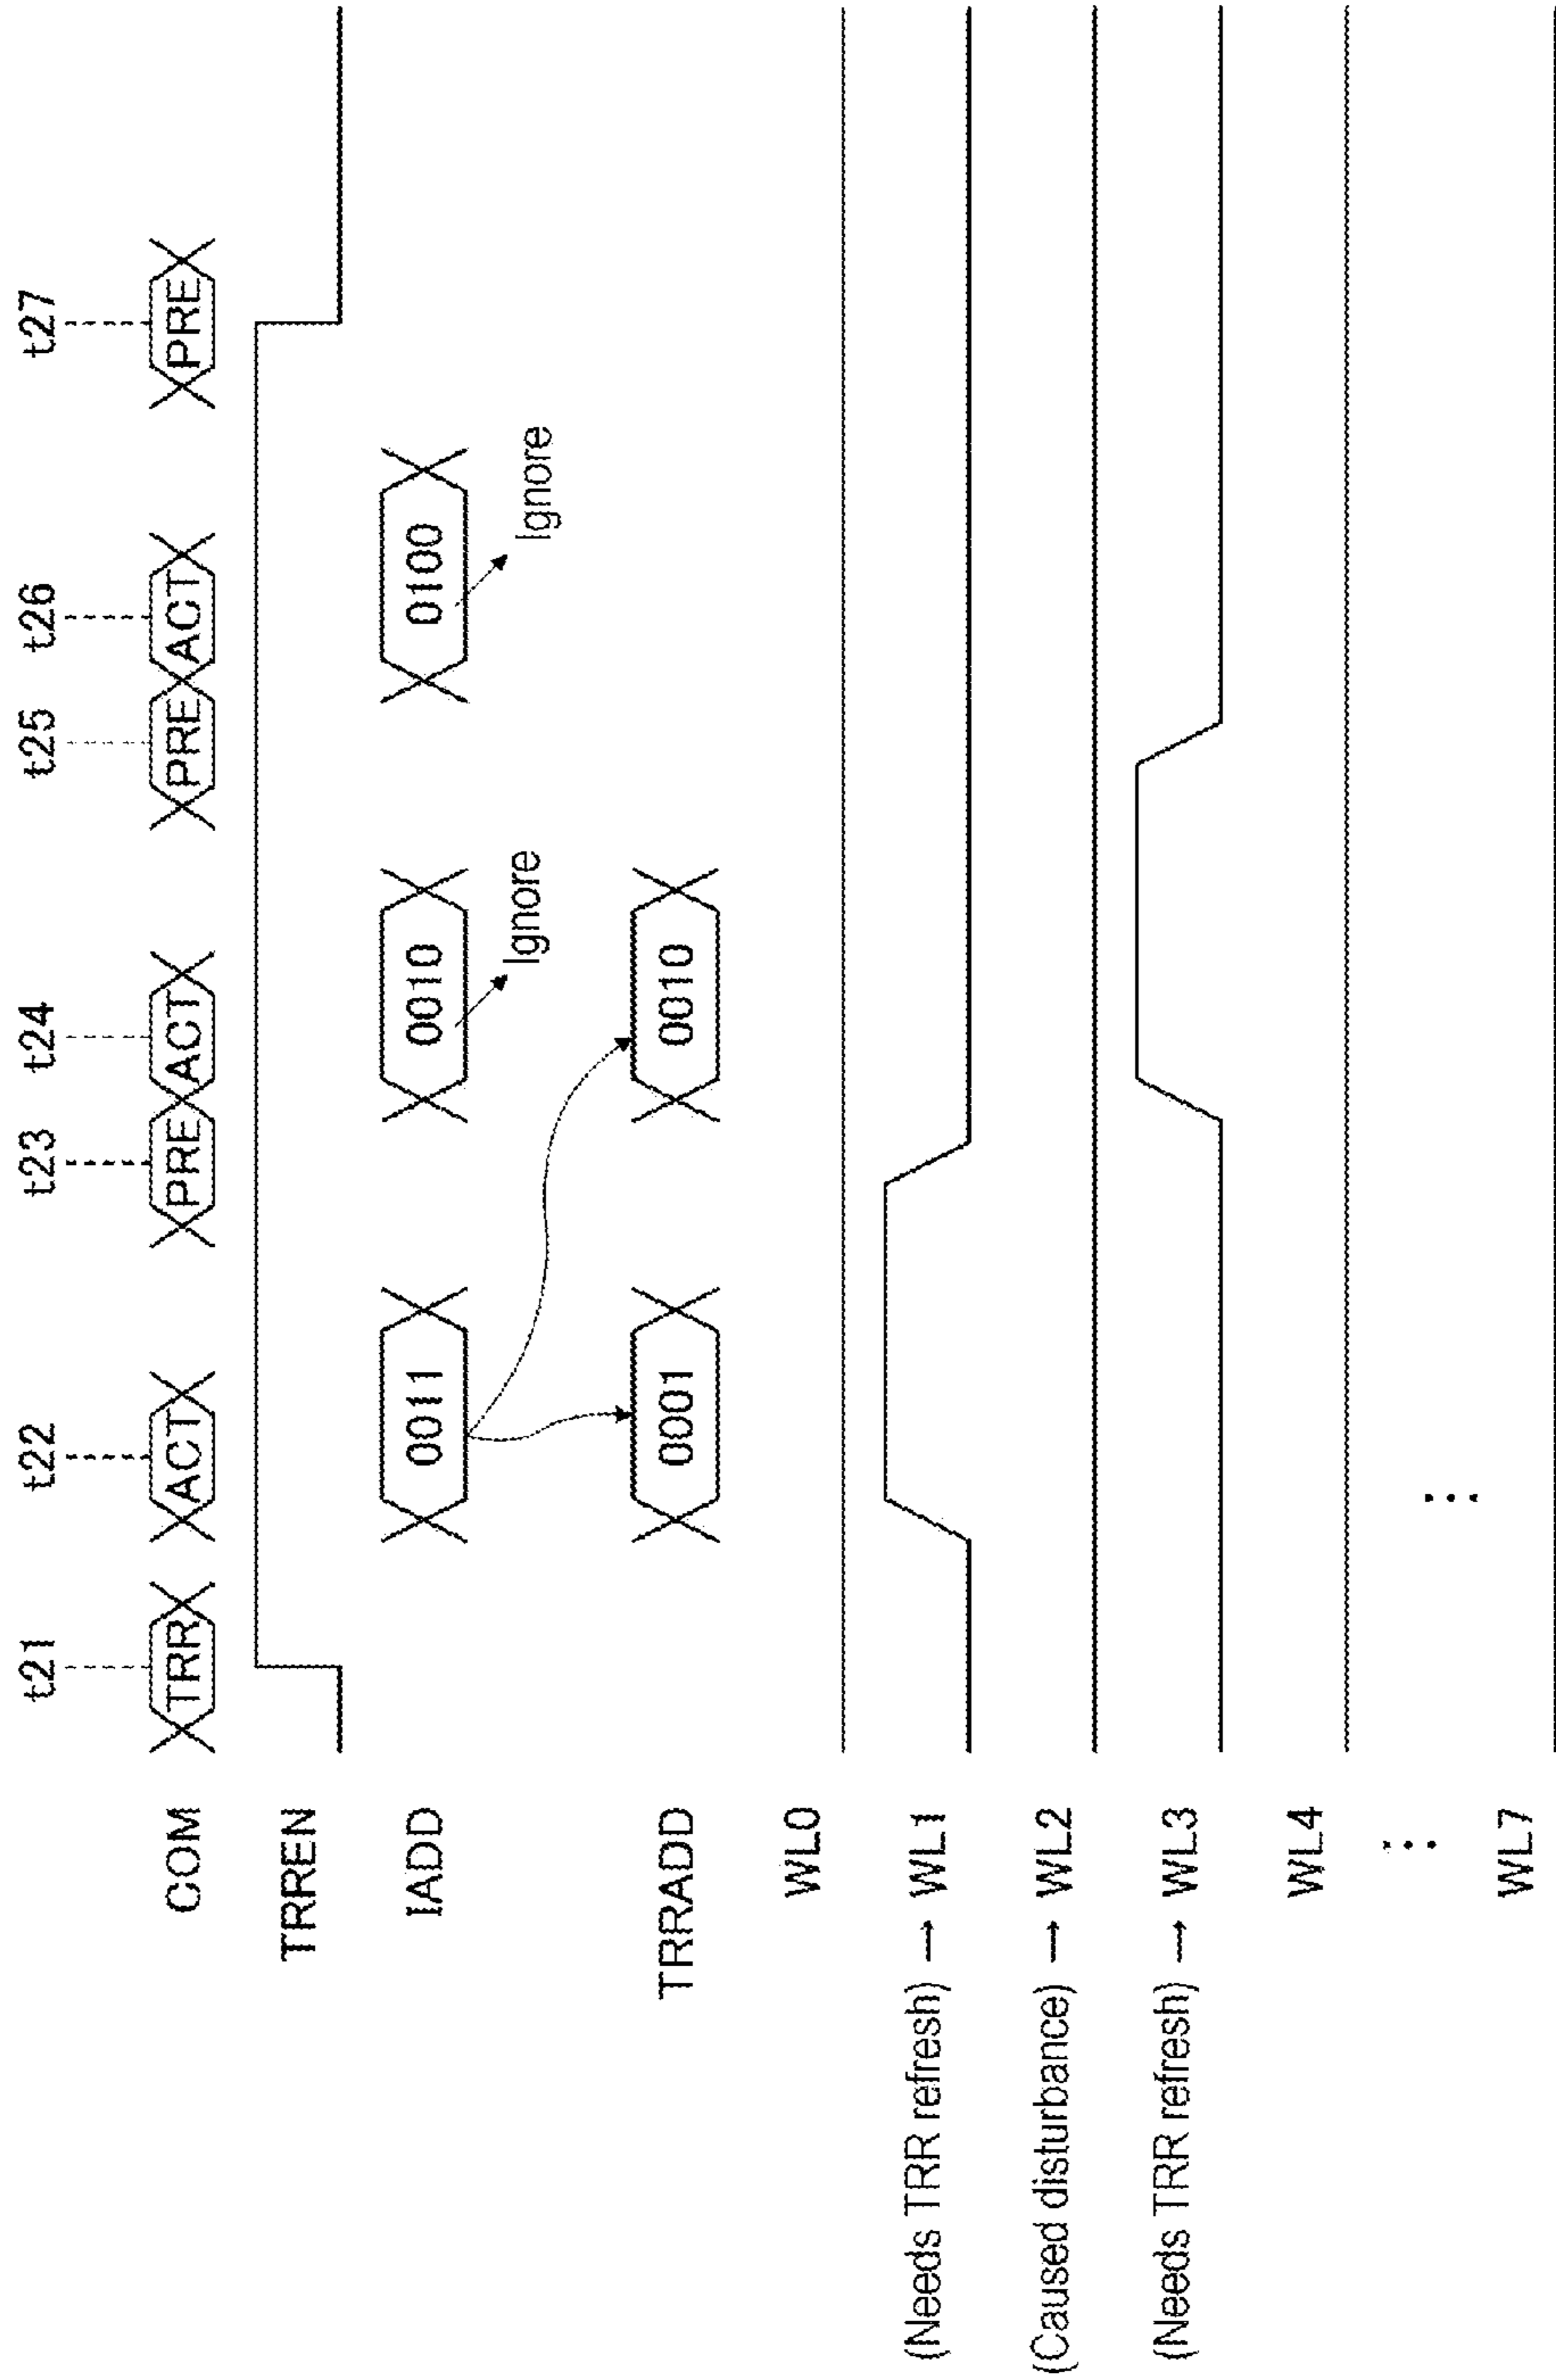 t21 t22 t23 t24 t25 t26 t27
COM TRR ACT PRE ACT PRE ACT PRE
TRREN
IADD 0011 0010 0100
Ignore Ignore
TRRADD 0001 0010
WL0
(Needs TRR refresh) → WL1
(Caused disturbance) → WL2
(Needs TRR refresh) → WL3
WL4
⋮ ⋮
WL7